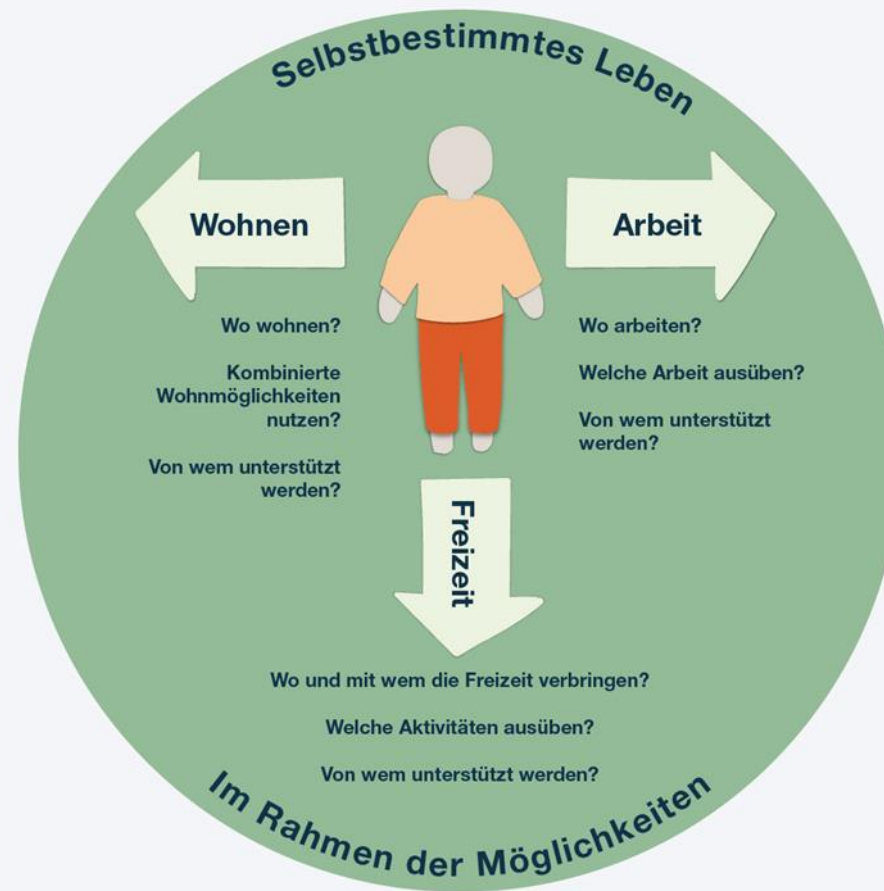 Selbstbestimmtes Leben
Wohnen
Arbeit
Wo wohnen?
Kombinierte
Wohnmöglichkeiten
nutzen?
Von wem unterstützt
werden?
Wo arbeiten?
Welche Arbeit ausüben?
Von wem unterstützt
werden?
Freizeit
Wo und mit wem die Freizeit verbringen?
Welche Aktivitäten ausüben?
Von wem unterstützt werden?
Im Rahmen der Möglichkeiten